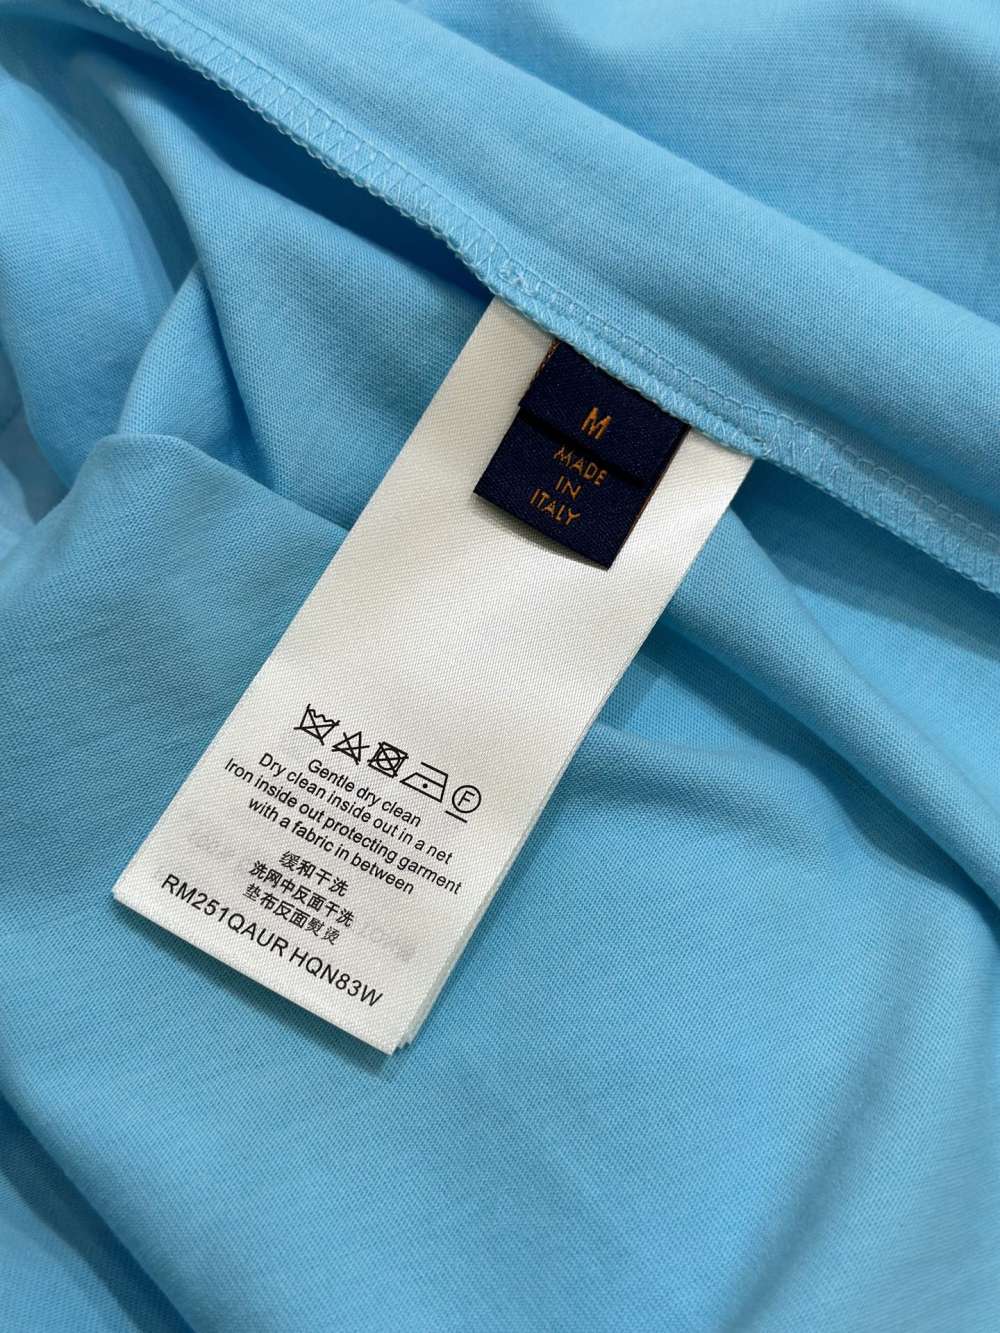 M
MADE
IN
ITALY
F
Gentle dry clean
Dry clean inside out in a net
Iron inside out protecting garment
with a fabric in between
缓和干洗
洗网中反面干洗
垫布反面熨烫
RM251QAUR HQN83W